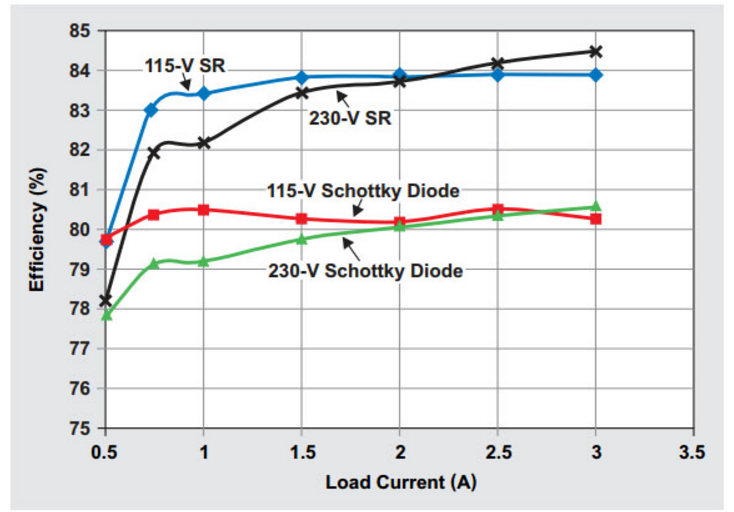 85
84
83
82
81
80
79
78
77
76
75
Efficiency (%)
115-V SR
230-V SR
115-V Schottky Diode
230-V Schottky Diode
0.5 1 1.5 2 2.5 3 3.5
Load Current (A)